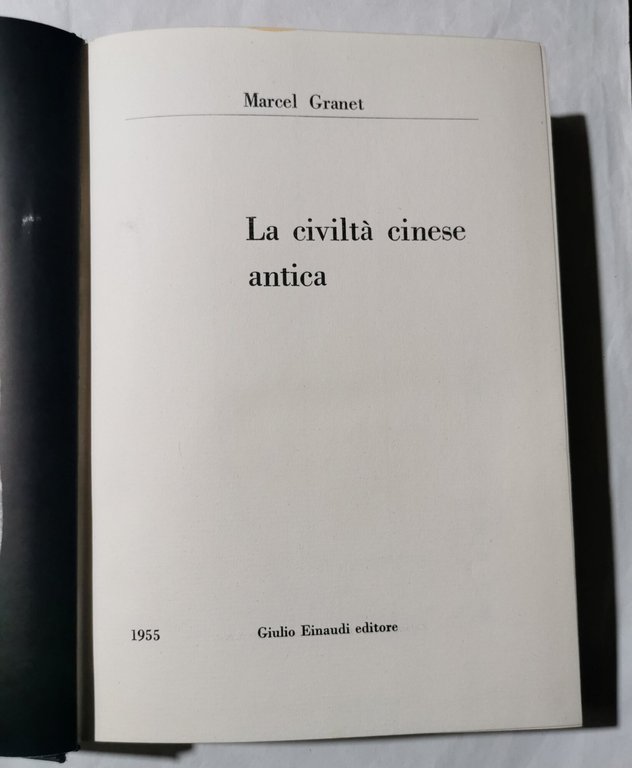 Marcel Granet
La civiltà cinese
antica
1955 Giulio Einaudi editore